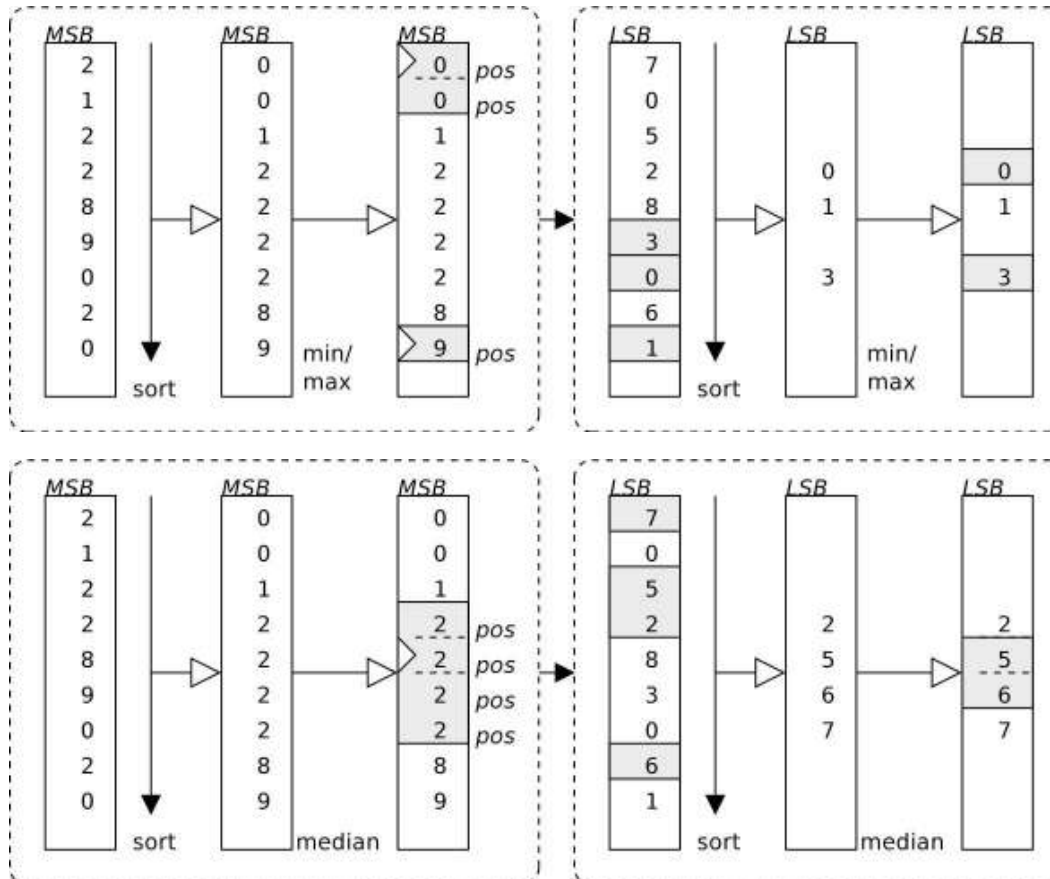 MSB MSB MSB LSB LSB LSB
2 0 0 pos 7
1 0 0 pos 0
2 1 1 5
2 2 2 2 0 0
8 2 2 8 1 1
9 2 2 3
0 2 2 0 3 3
2 8 8 6
0 9 9 pos 1
sort min/ max sort min/ max
MSB MSB MSB LSB LSB LSB
2 0 0 7
1 0 0 0
2 1 1 5
2 2 2 pos 2 2 2
8 2 2 pos 8 5 5
9 2 2 pos 3 6 6
0 2 2 pos 0 7 7
2 8 8 6
0 9 9 1
sort median sort median